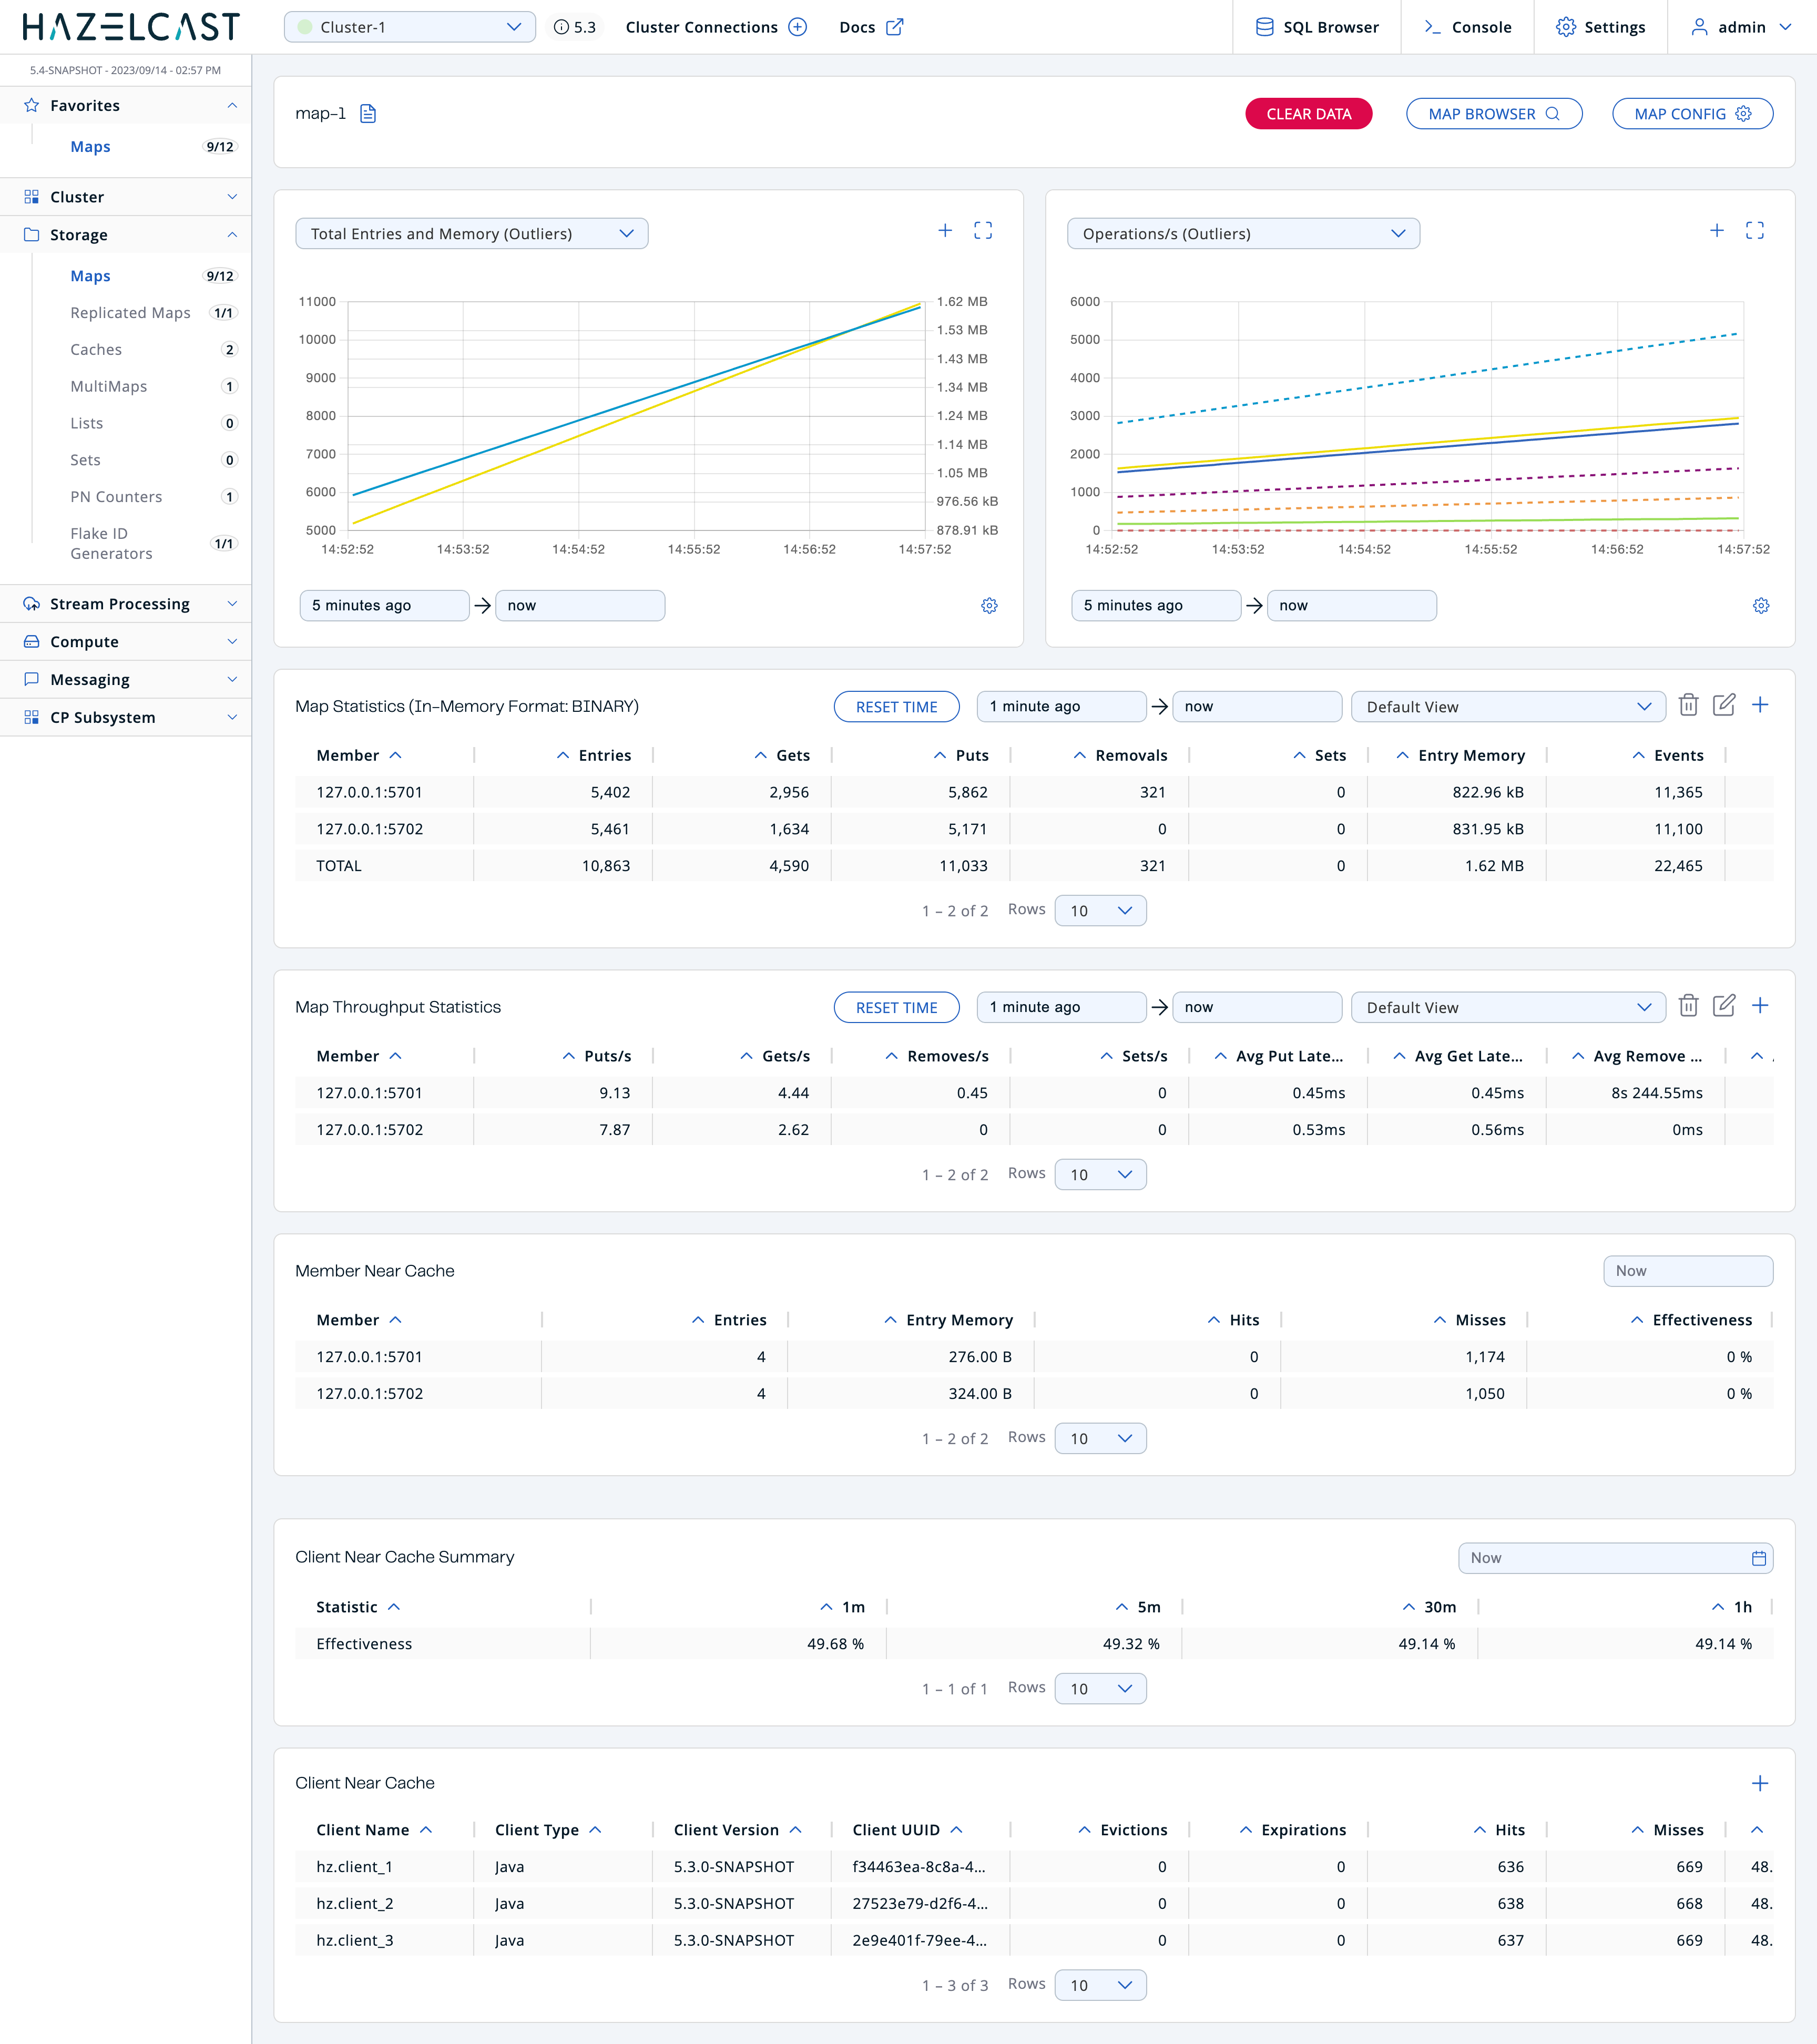 HAZELCAST
Cluster-1
5.3
Cluster Connections
Docs
SQL Browser
Console
Settings
admin
5.4-SNAPSHOT - 2023/09/14 - 02:57 PM
Favorites
Maps 9/12
Cluster
Storage
Maps 9/12
Replicated Maps 1/1
Caches 2
MultiMaps 1
Lists 0
Sets 0
PN Counters 1
Flake ID
Generators 1/1
Stream Processing
Compute
Messaging
CP Subsystem
map-1
CLEAR DATA
MAP BROWSER
MAP CONFIG
Total Entries and Memory (Outliers)
11000 1.62 MB
10000 1.53 MB
9000 1.43 MB
8000 1.34 MB
7000 1.24 MB
6000 1.14 MB
5000 1.05 MB
976.56 kB
878.91 kB
14:52:52 14:53:52 14:54:52 14:55:52 14:56:52 14:57:52
5 minutes ago now
Operations/s (Outliers)
6000
5000
4000
3000
2000
1000
0
14:52:52 14:53:52 14:54:52 14:55:52 14:56:52 14:57:52
5 minutes ago now
Map Statistics (In-Memory Format: BINARY) RESET TIME 1 minute ago now Default View
Member Entries Gets Puts Removals Sets Entry Memory Events
127.0.0.1:5701 5,402 2,956 5,862 321 0 822.96 kB 11,365
127.0.0.1:5702 5,461 1,634 5,171 0 0 831.95 kB 11,100
TOTAL 10,863 4,590 11,033 321 0 1.62 MB 22,465
1 – 2 of 2 Rows 10
Map Throughput Statistics RESET TIME 1 minute ago now Default View
Member Puts/s Gets/s Removes/s Sets/s Avg Put Late... Avg Get Late... Avg Remove ...
127.0.0.1:5701 9.13 4.44 0.45 0 0.45ms 0.45ms 8s 244.55ms
127.0.0.1:5702 7.87 2.62 0 0 0.53ms 0.56ms 0ms
1 – 2 of 2 Rows 10
Member Near Cache Now
Member Entries Entry Memory Hits Misses Effectiveness
127.0.0.1:5701 4 276.00 B 0 1,174 0 %
127.0.0.1:5702 4 324.00 B 0 1,050 0 %
1 – 2 of 2 Rows 10
Client Near Cache Summary Now
Statistic 1m 5m 30m 1h
Effectiveness 49.68 % 49.32 % 49.14 % 49.14 %
1 – 1 of 1 Rows 10
Client Near Cache
Client Name Client Type Client Version Client UUID Evictions Expirations Hits Misses
hz.client_1 Java 5.3.0-SNAPSHOT f34463ea-8c8a-4... 0 0 636 669 48.
hz.client_2 Java 5.3.0-SNAPSHOT 27523e79-d2f6-4... 0 0 638 668 48.
hz.client_3 Java 5.3.0-SNAPSHOT 2e9e401f-79ee-4... 0 0 637 669 48.
1 – 3 of 3 Rows 10